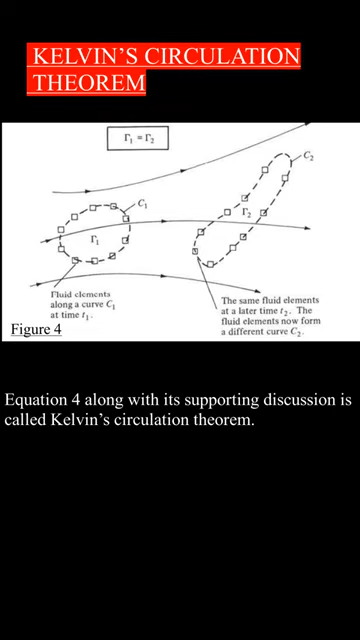 KELVIN'S CIRCULATION
THEOREM
Γ₁ = Γ₂
C₂
C₁
Γ₂
Γ₁
Fluid elements
along a curve C₁
at time t₁.
The same fluid elements
at a later time t₂. The
fluid elements now form
a different curve C₂.
Figure 4
Equation 4 along with its supporting discussion is
called Kelvin's circulation theorem.